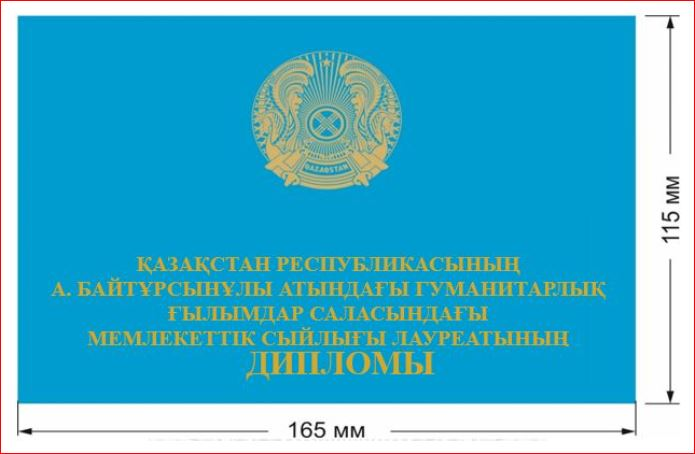 QAZAQSTAN
ҚАЗАҚСТАН РЕСПУБЛИКАСЫНЫҢ
А. БАЙТҰРСЫНҰЛЫ АТЫНДАҒЫ ГУМАНИТАРЛЫҚ
ҒЫЛЫМДАР САЛАСЫНДАҒЫ
МЕМЛЕКЕТТІК СЫЙЛЫҒЫ ЛАУРЕАТЫНЫҢ
ДИПЛОМЫ
115 мм
165 мм